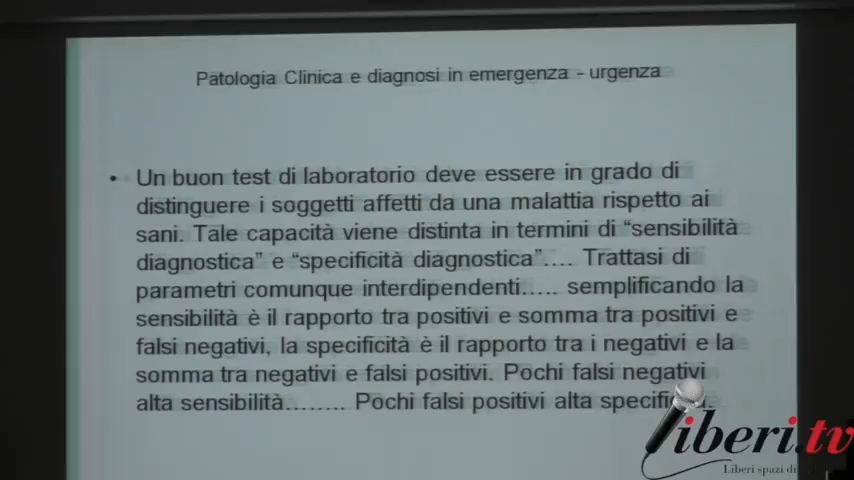 Patologia Clinica e diagnosi in emergenza - urgenza
• Un buon test di laboratorio deve essere in grado di
distinguere i soggetti affetti da una malattia rispetto ai
sani. Tale capacità viene distinta in termini di “sensibilità
diagnostica” e “specificità diagnostica”…. Trattasi di
parametri comunque interdipendenti….. semplificando la
sensibilità è il rapporto tra positivi e somma tra positivi e
falsi negativi, la specificità è il rapporto tra i negativi e la
somma tra negativi e falsi positivi. Pochi falsi negativi
alta sensibilità…….. Pochi falsi positivi alta
liberi.tv
Liberi spazi di